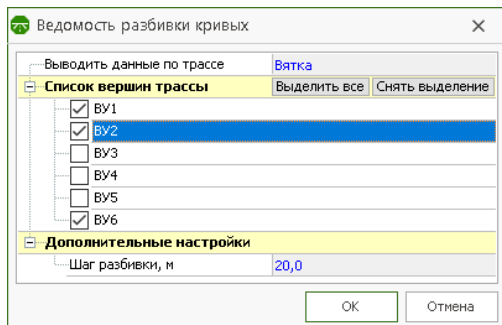 Ведомость разбивки кривых
Выводить данные по трассе Вятка
Список вершин трассы Выделить все Снять выделение
ВУ1
ВУ2
ВУ3
ВУ4
ВУ5
ВУ6
Дополнительные настройки
Шаг разбивки, м 20,0
ОК Отмена